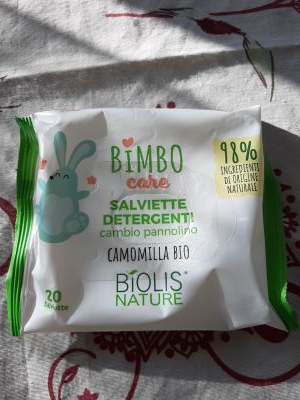 BIMBO
care
98%
INGREDIENTI
DI ORIGINE
NATURALE
SALVIETTE
DETERGENTI
cambio pannolino
CAMOMILLA BIO
BIOLIS®
NATURE
20
salviette